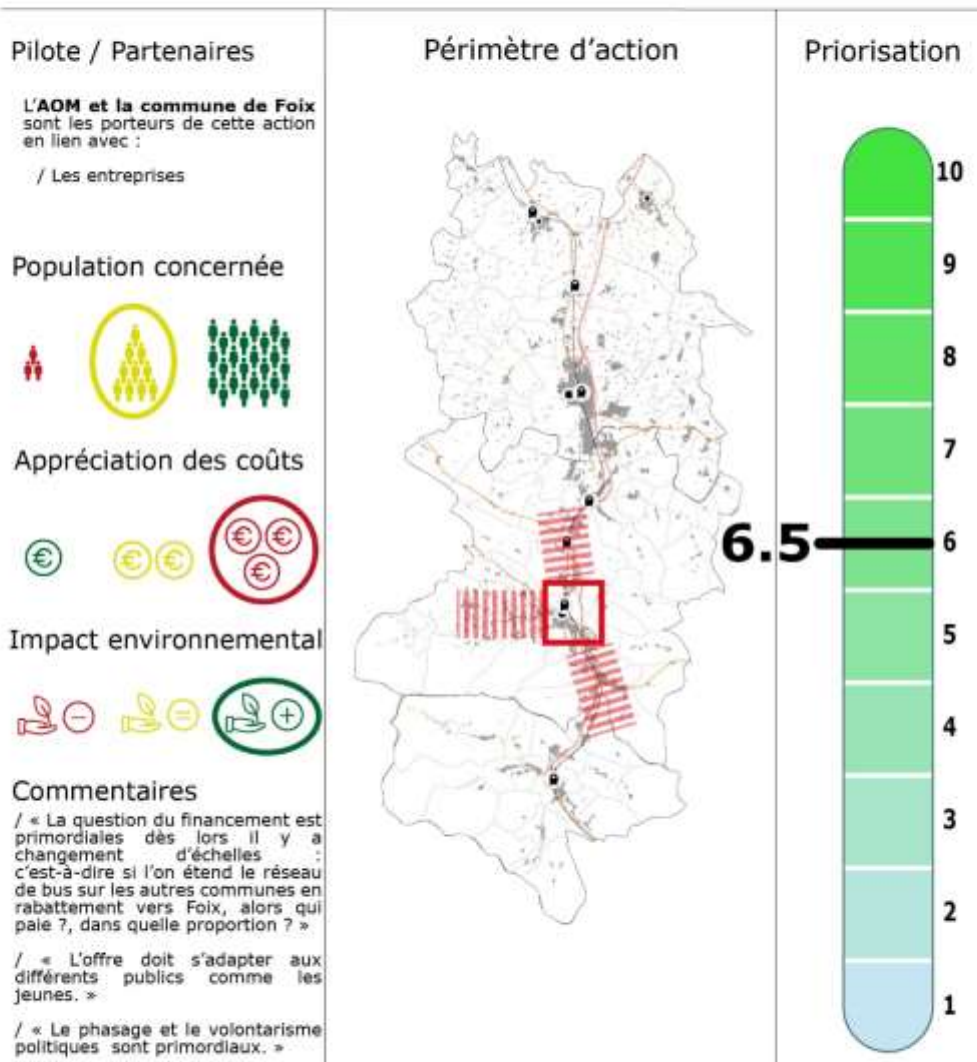 Pilote / Partenaires
L'AOM et la commune de Foix
sont les porteurs de cette action
en lien avec :
/ Les entreprises
Population concernée
Appréciation des coûts
€ €€ €€€
Impact environnemental
- = +
Commentaires
/ « La question du financement est
primordiales dès lors il y a
changement d'échelles :
c'est-à-dire si l'on étend le réseau
de bus sur les autres communes en
rabattement vers Foix, alors qui
paie ?, dans quelle proportion ? »
/ « L'offre doit s'adapter aux
différents publics comme les
jeunes. »
/ « Le phasage et le volontarisme
politiques sont primordiaux. »
Périmètre d'action
Priorisation
10
9
8
7
6.5
6
5
4
3
2
1